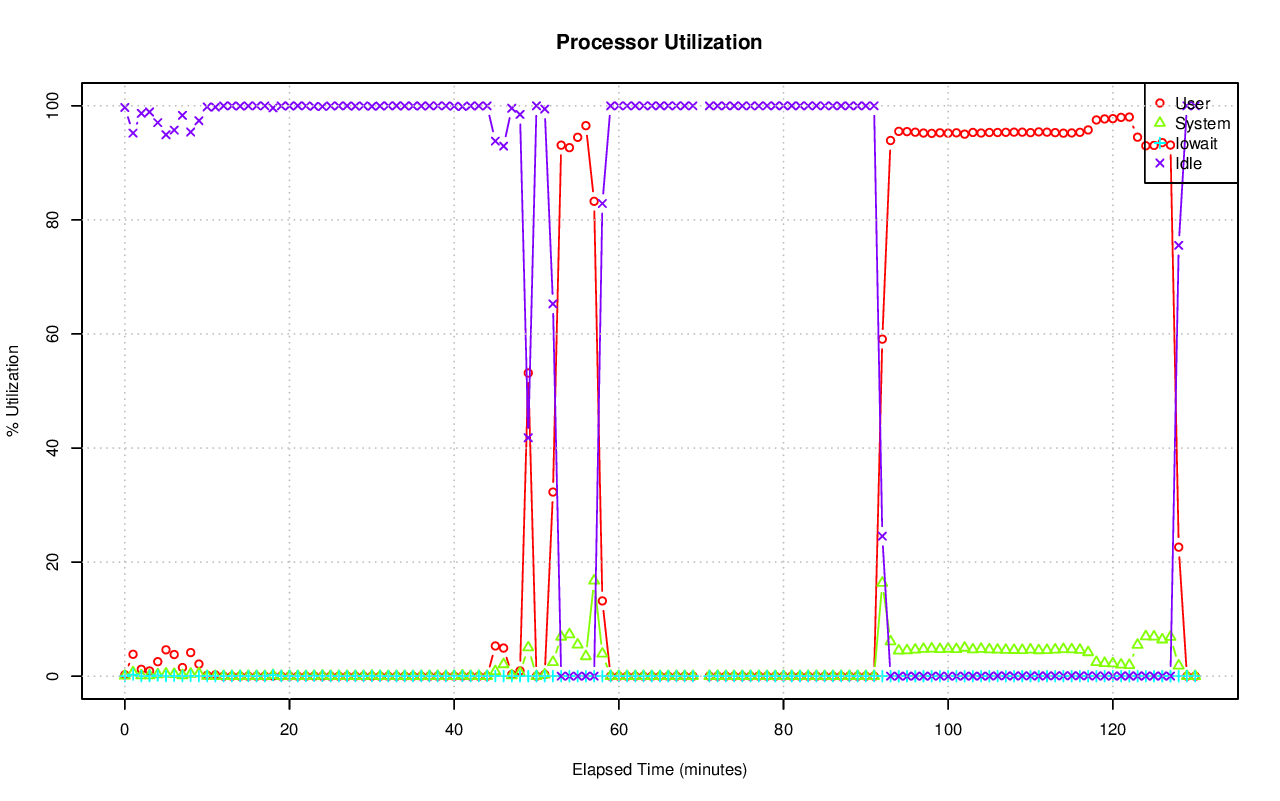 Processor Utilization
% Utilization
100
80
60
40
20
0
User
System
Iowait
Idle
0 20 40 60 80 100 120
Elapsed Time (minutes)